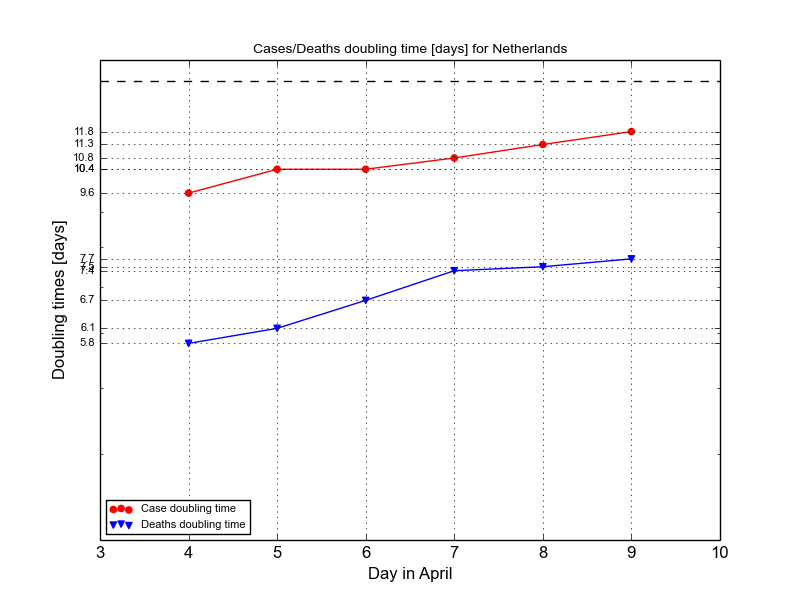 Cases/Deaths doubling time [days] for Netherlands
11.8
11.3
10.8
10.4
9.6
7.7
7.5
7.4
6.7
6.1
5.8
Doubling times [days]
Case doubling time
Deaths doubling time
3 4 5 6 7 8 9 10
Day in April